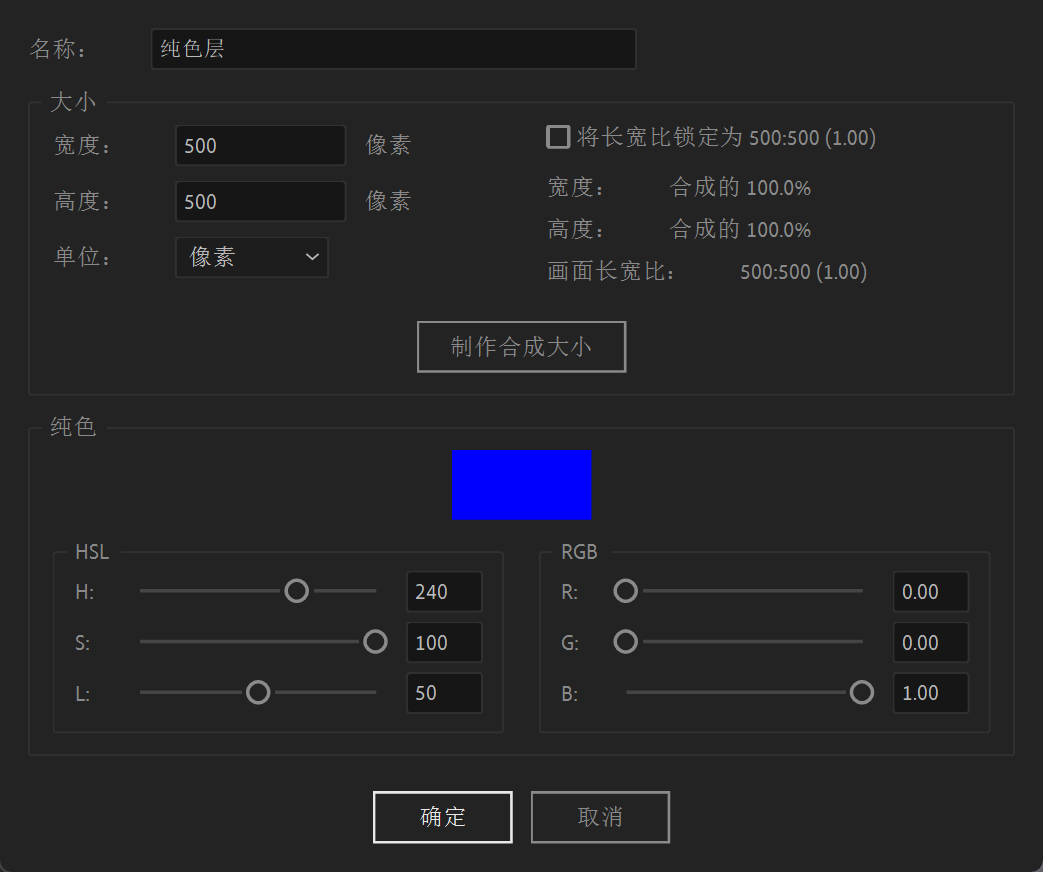 名称： 纯色层
大小
宽度： 500 像素
将长宽比锁定为 500:500 (1.00)
高度： 500 像素
宽度： 合成的 100.0%
高度： 合成的 100.0%
单位： 像素
画面长宽比： 500:500 (1.00)
制作合成大小
纯色
HSL
H: 240
S: 100
L: 50
RGB
R: 0.00
G: 0.00
B: 1.00
确定 取消